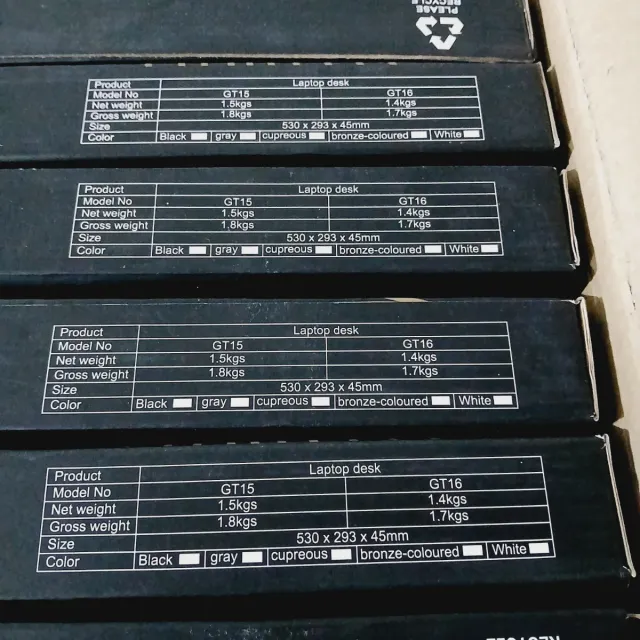 PLEASE
RECYCLE
Product Laptop desk
Model No GT15 GT16
Net weight 1.5kgs 1.4kgs
Gross weight 1.8kgs 1.7kgs
Size 530 x 293 x 45mm
Color Black gray cupreous bronze-coloured White
Product Laptop desk
Model No GT15 GT16
Net weight 1.5kgs 1.4kgs
Gross weight 1.8kgs 1.7kgs
Size 530 x 293 x 45mm
Color Black gray cupreous bronze-coloured White
Product Laptop desk
Model No GT15 GT16
Net weight 1.5kgs 1.4kgs
Gross weight 1.8kgs 1.7kgs
Size 530 x 293 x 45mm
Color Black gray cupreous bronze-coloured White
Product Laptop desk
Model No GT15 GT16
Net weight 1.5kgs 1.4kgs
Gross weight 1.8kgs 1.7kgs
Size 530 x 293 x 45mm
Color Black gray cupreous bronze-coloured White